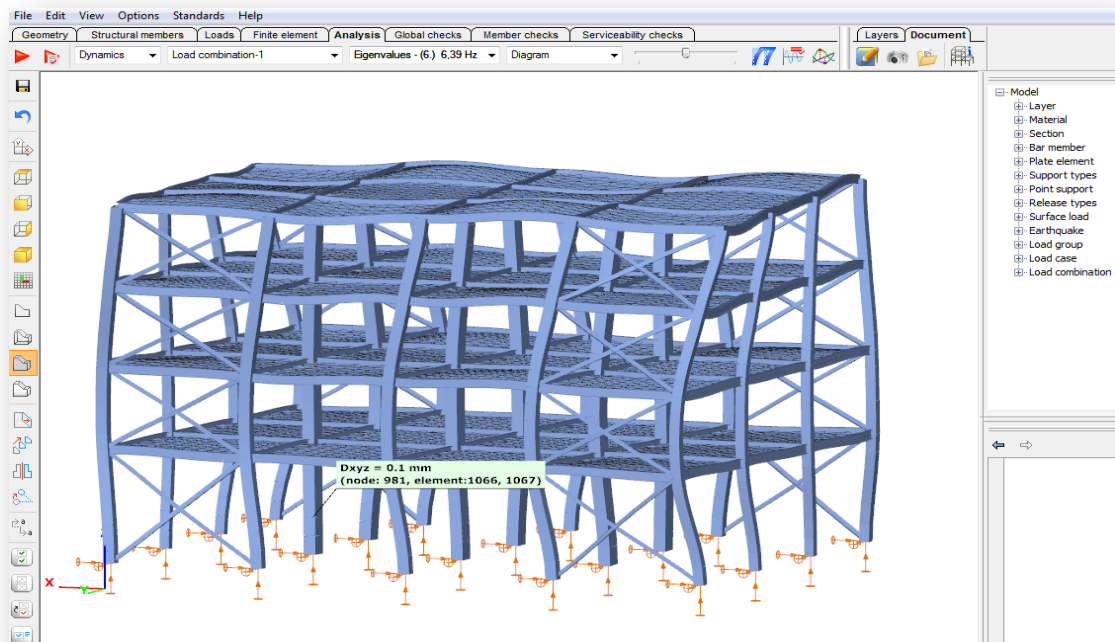 File Edit View Options Standards Help
Geometry Structural members Loads Finite element Analysis Global checks Member checks Serviceability checks Layers Document
Dynamics Load combination-1 Eigenvalues - (6.) 6,39 Hz Diagram
Model
Layer
Material
Section
Bar member
Plate element
Support types
Point support
Release types
Surface load
Earthquake
Load group
Load case
Load combination
Dxyz = 0.1 mm
(node: 981, element:1066, 1067)
X
Y